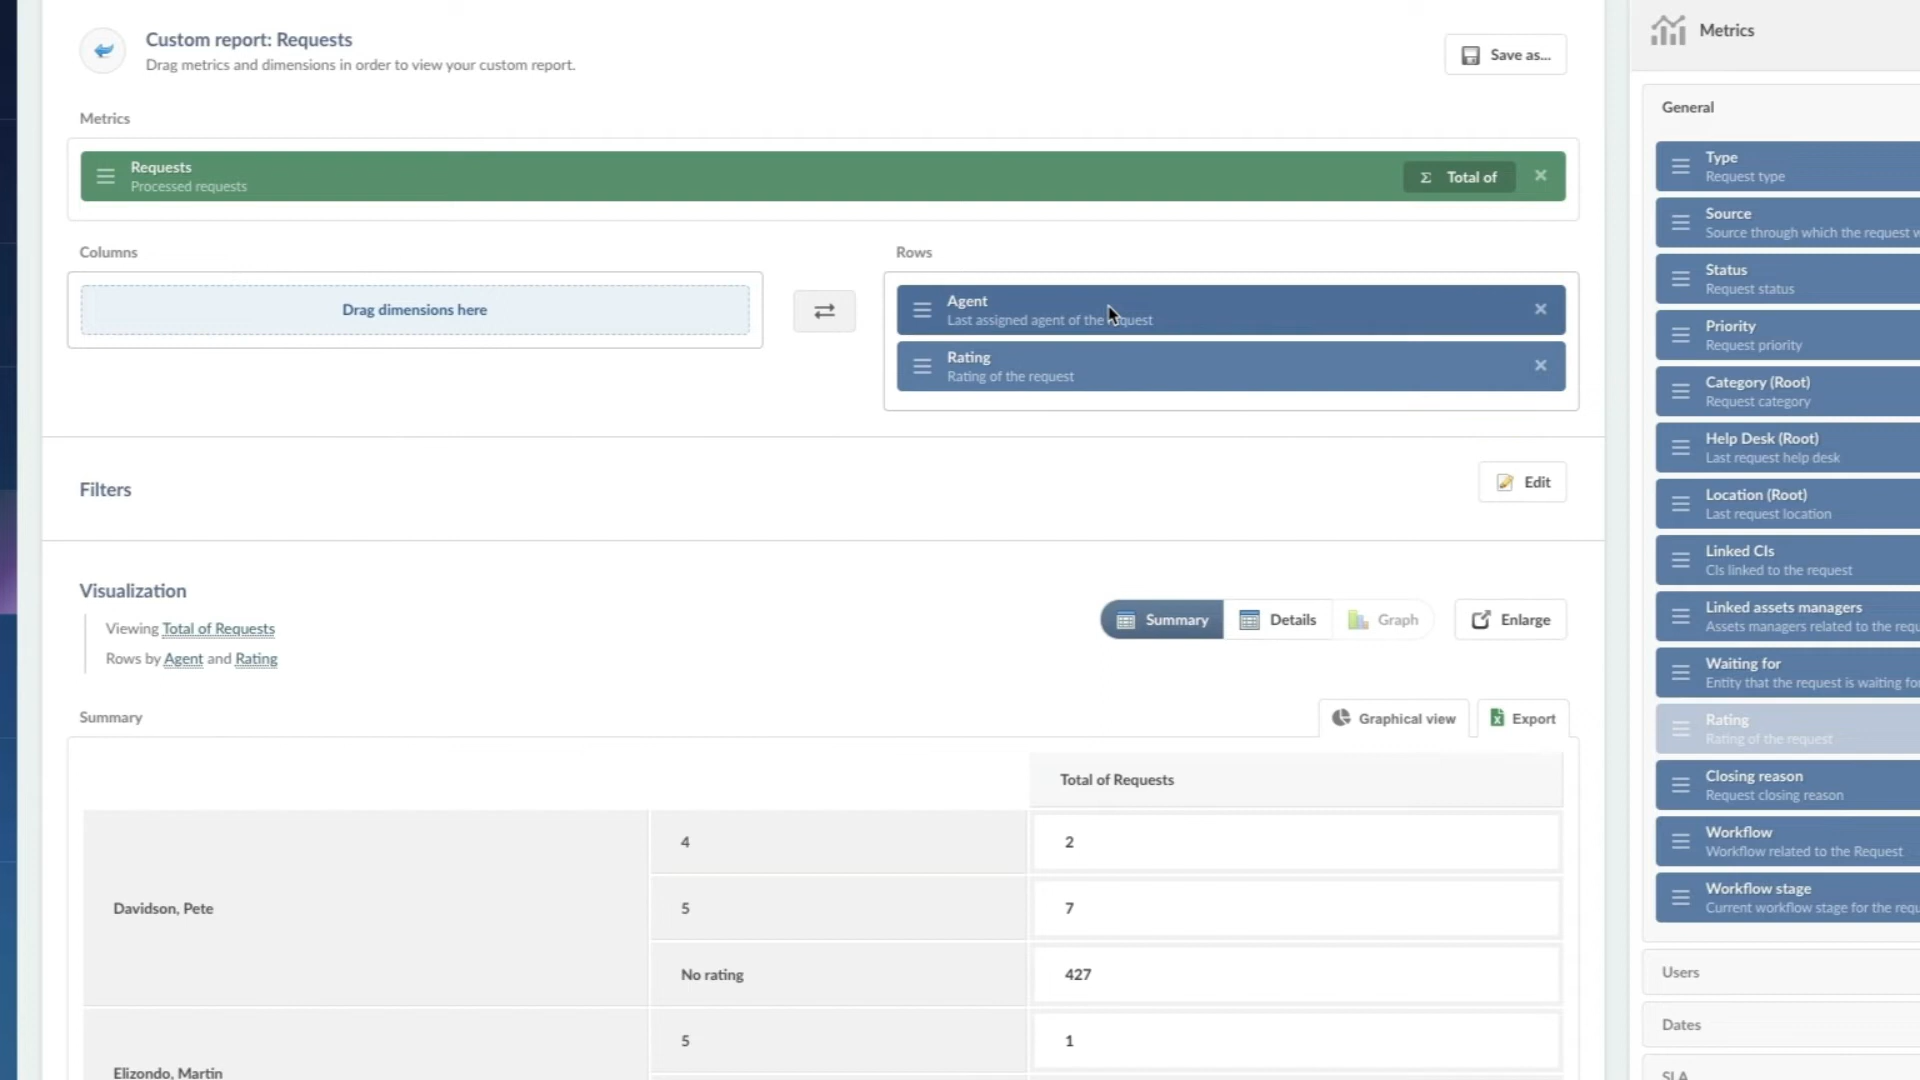 Custom report: Requests
Drag metrics and dimensions in order to view your custom report.
Save as...
Metrics
Requests
Processed requests
Σ Total of
Columns
Drag dimensions here
Rows
Agent
Last assigned agent of the request
Rating
Rating of the request
Filters
Edit
Visualization
Viewing Total of Requests
Rows by Agent and Rating
Summary
Details
Graph
Enlarge
Summary
Graphical view
Export
Total of Requests
Davidson, Pete
4
2
5
7
No rating
427
Elizondo, Martin
5
1
Metrics
General
Type
Request type
Source
Source through which the request
Status
Request status
Priority
Request priority
Category (Root)
Request category
Help Desk (Root)
Last request help desk
Location (Root)
Last request location
Linked CIs
CIs linked to the request
Linked assets managers
Assets managers related to the
Waiting for
Entity that the request is waiting
Rating
Rating of the request
Closing reason
Request closing reason
Workflow
Workflow related to the Request
Workflow stage
Current workflow stage for the
Users
Dates
SLA